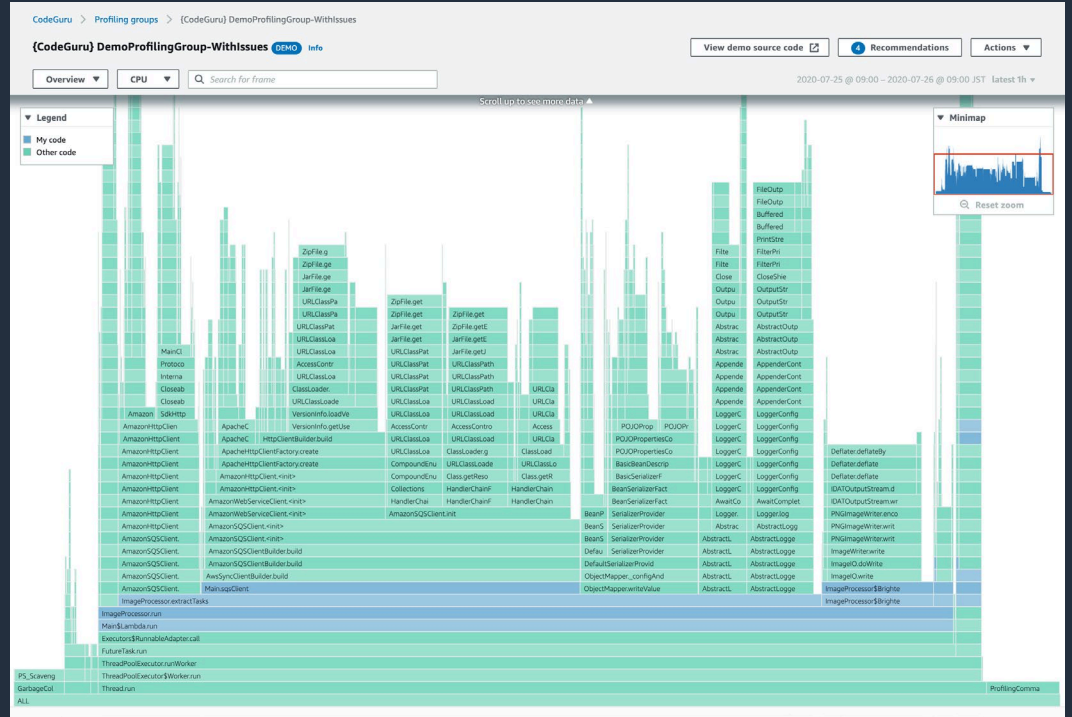 CodeGuru > Profiling groups > {CodeGuru} DemoProfilingGroup-WithIssues
{CodeGuru} DemoProfilingGroup-WithIssues DEMO Info
View demo source code
4 Recommendations
Actions
Overview
CPU
Search for frame
2020-07-25 @ 09:00 – 2020-07-26 @ 09:00 JST latest 1h
Scroll up to see more data
Legend
My code
Other code
Minimap
Reset zoom
FileOutp
FileOutp
Buffered
Buffered
PrintStre
ZipFile.g Filte FilterPri
ZipFile.ge Filte FilterPri
JarFile.ge Close CloseShie
JarFile.ge Outpu OutputStr
URLClassPa ZipFile.get Outpu OutputStr
URLClassPa ZipFile.get ZipFile.get Outpu OutputStr
URLClassPat JarFile.get ZipFile.getE Abstrac AbstractOutp
URLClassLoa JarFile.get ZipFile.getE Abstrac AbstractOutp
MainCl URLClassLoa URLClassPat JarFile.getJ Abstrac AbstractOutp
Protoco AccessContr URLClassPat URLClassPath Appende AppenderCont
Interna URLClassLoa URLClassPat URLClassPath Appende AppenderCont
Closeab ClassLoader. URLClassPat URLClassPath URLCla Appende AppenderCont
Closeab URLClassLoade URLClassLoa URLClassLoad URLCla Appende AppenderCont
Amazon SdkHttp VersionInfo.loadVe URLClassLoa URLClassLoad URLCla LoggerC LoggerConfig
AmazonHttpClien ApacheC VersionInfo.getUse AccessContr AccessContro Access POJOProp POJOPr LoggerC LoggerConfig
AmazonHttpClient ApacheC HttpClientBuilder.build URLClassLoa URLClassLoad URLCla POJOPropertiesCo LoggerC LoggerConfig
AmazonHttpClient ApacheHttpClientFactory.create URLClassLoa ClassLoader.g ClassLoad POJOPropertiesCo LoggerC LoggerConfig Deflater.deflateBy
AmazonHttpClient ApacheHttpClientFactory.create CompoundEnu URLClassLoade URLClassLo BasicBeanDescrip LoggerC LoggerConfig Deflater.deflate
AmazonHttpClient AmazonHttpClient.<init> CompoundEnu Class.getReso Class.getR BasicSerializerF LoggerC LoggerConfig Deflater.deflate
AmazonHttpClient AmazonHttpClient.<init> Collections HandlerChainF HandlerChain BeanSerializerFact LoggerC LoggerConfig IDATOutputStream.d
AmazonHttpClient AmazonWebServiceClient.<init> HandlerChai HandlerChainF HandlerChain BeanSerializerFact AwaitCo AwaitComplet IDATOutputStream.wr
AmazonHttpClient AmazonWebServiceClient.<init> AmazonSQSClient.init BeanP SerializerProvider Logger. Logger.log PNGImageWriter.enco
AmazonHttpClient AmazonSQSClient.<init> BeanS SerializerProvider Abstrac AbstractLogg PNGImageWriter.writ
AmazonSQSClient. AmazonSQSClient.<init> BeanS SerializerProvider AbstractL AbstractLogge PNGImageWriter.writ
AmazonSQSClient. AmazonSQSClientBuilder.build Defau SerializerProvider AbstractL AbstractLogge ImageWriter.write
AmazonSQSClient. AmazonSQSClientBuilder.build DefaultSerializerProvid AbstractL AbstractLogge ImageIO.doWrite
AmazonSQSClient. AwsSyncClientBuilder.build ObjectMapper._configAnd AbstractL AbstractLogge ImageIO.write
AmazonSQSClient. Main.sqsClient ObjectMapper.writeValue AbstractL AbstractLogge ImageProcessor$Brighte
ImageProcessor.extractTasks ImageProcessor$Brighte
ImageProcessor.run
Main$Lambda.run
Executors$RunnableAdapter.call
FutureTask.run
ThreadPoolExecutor.runWorker
PS_Scaveng ThreadPoolExecutor$Worker.run
GarbageCol Thread.run ProfilingComma
ALL